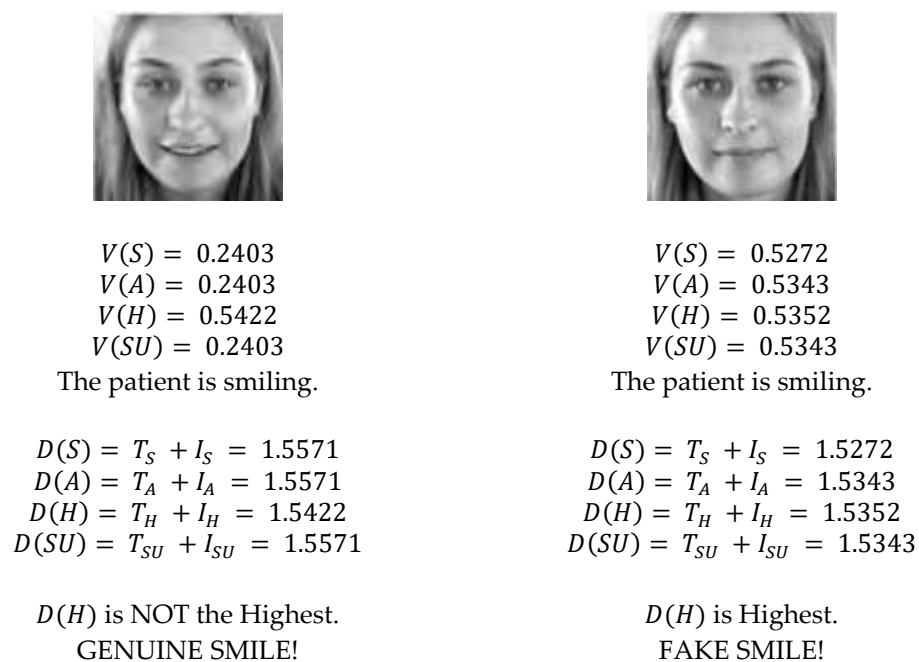 V(S) = 0.2403
V(A) = 0.2403
V(H) = 0.5422
V(SU) = 0.2403
The patient is smiling.
D(S) = T_S + I_S = 1.5571
D(A) = T_A + I_A = 1.5571
D(H) = T_H + I_H = 1.5422
D(SU) = T_SU + I_SU = 1.5571
D(H) is NOT the Highest.
GENUINE SMILE!
V(S) = 0.5272
V(A) = 0.5343
V(H) = 0.5352
V(SU) = 0.5343
The patient is smiling.
D(S) = T_S + I_S = 1.5272
D(A) = T_A + I_A = 1.5343
D(H) = T_H + I_H = 1.5352
D(SU) = T_SU + I_SU = 1.5343
D(H) is Highest.
FAKE SMILE!